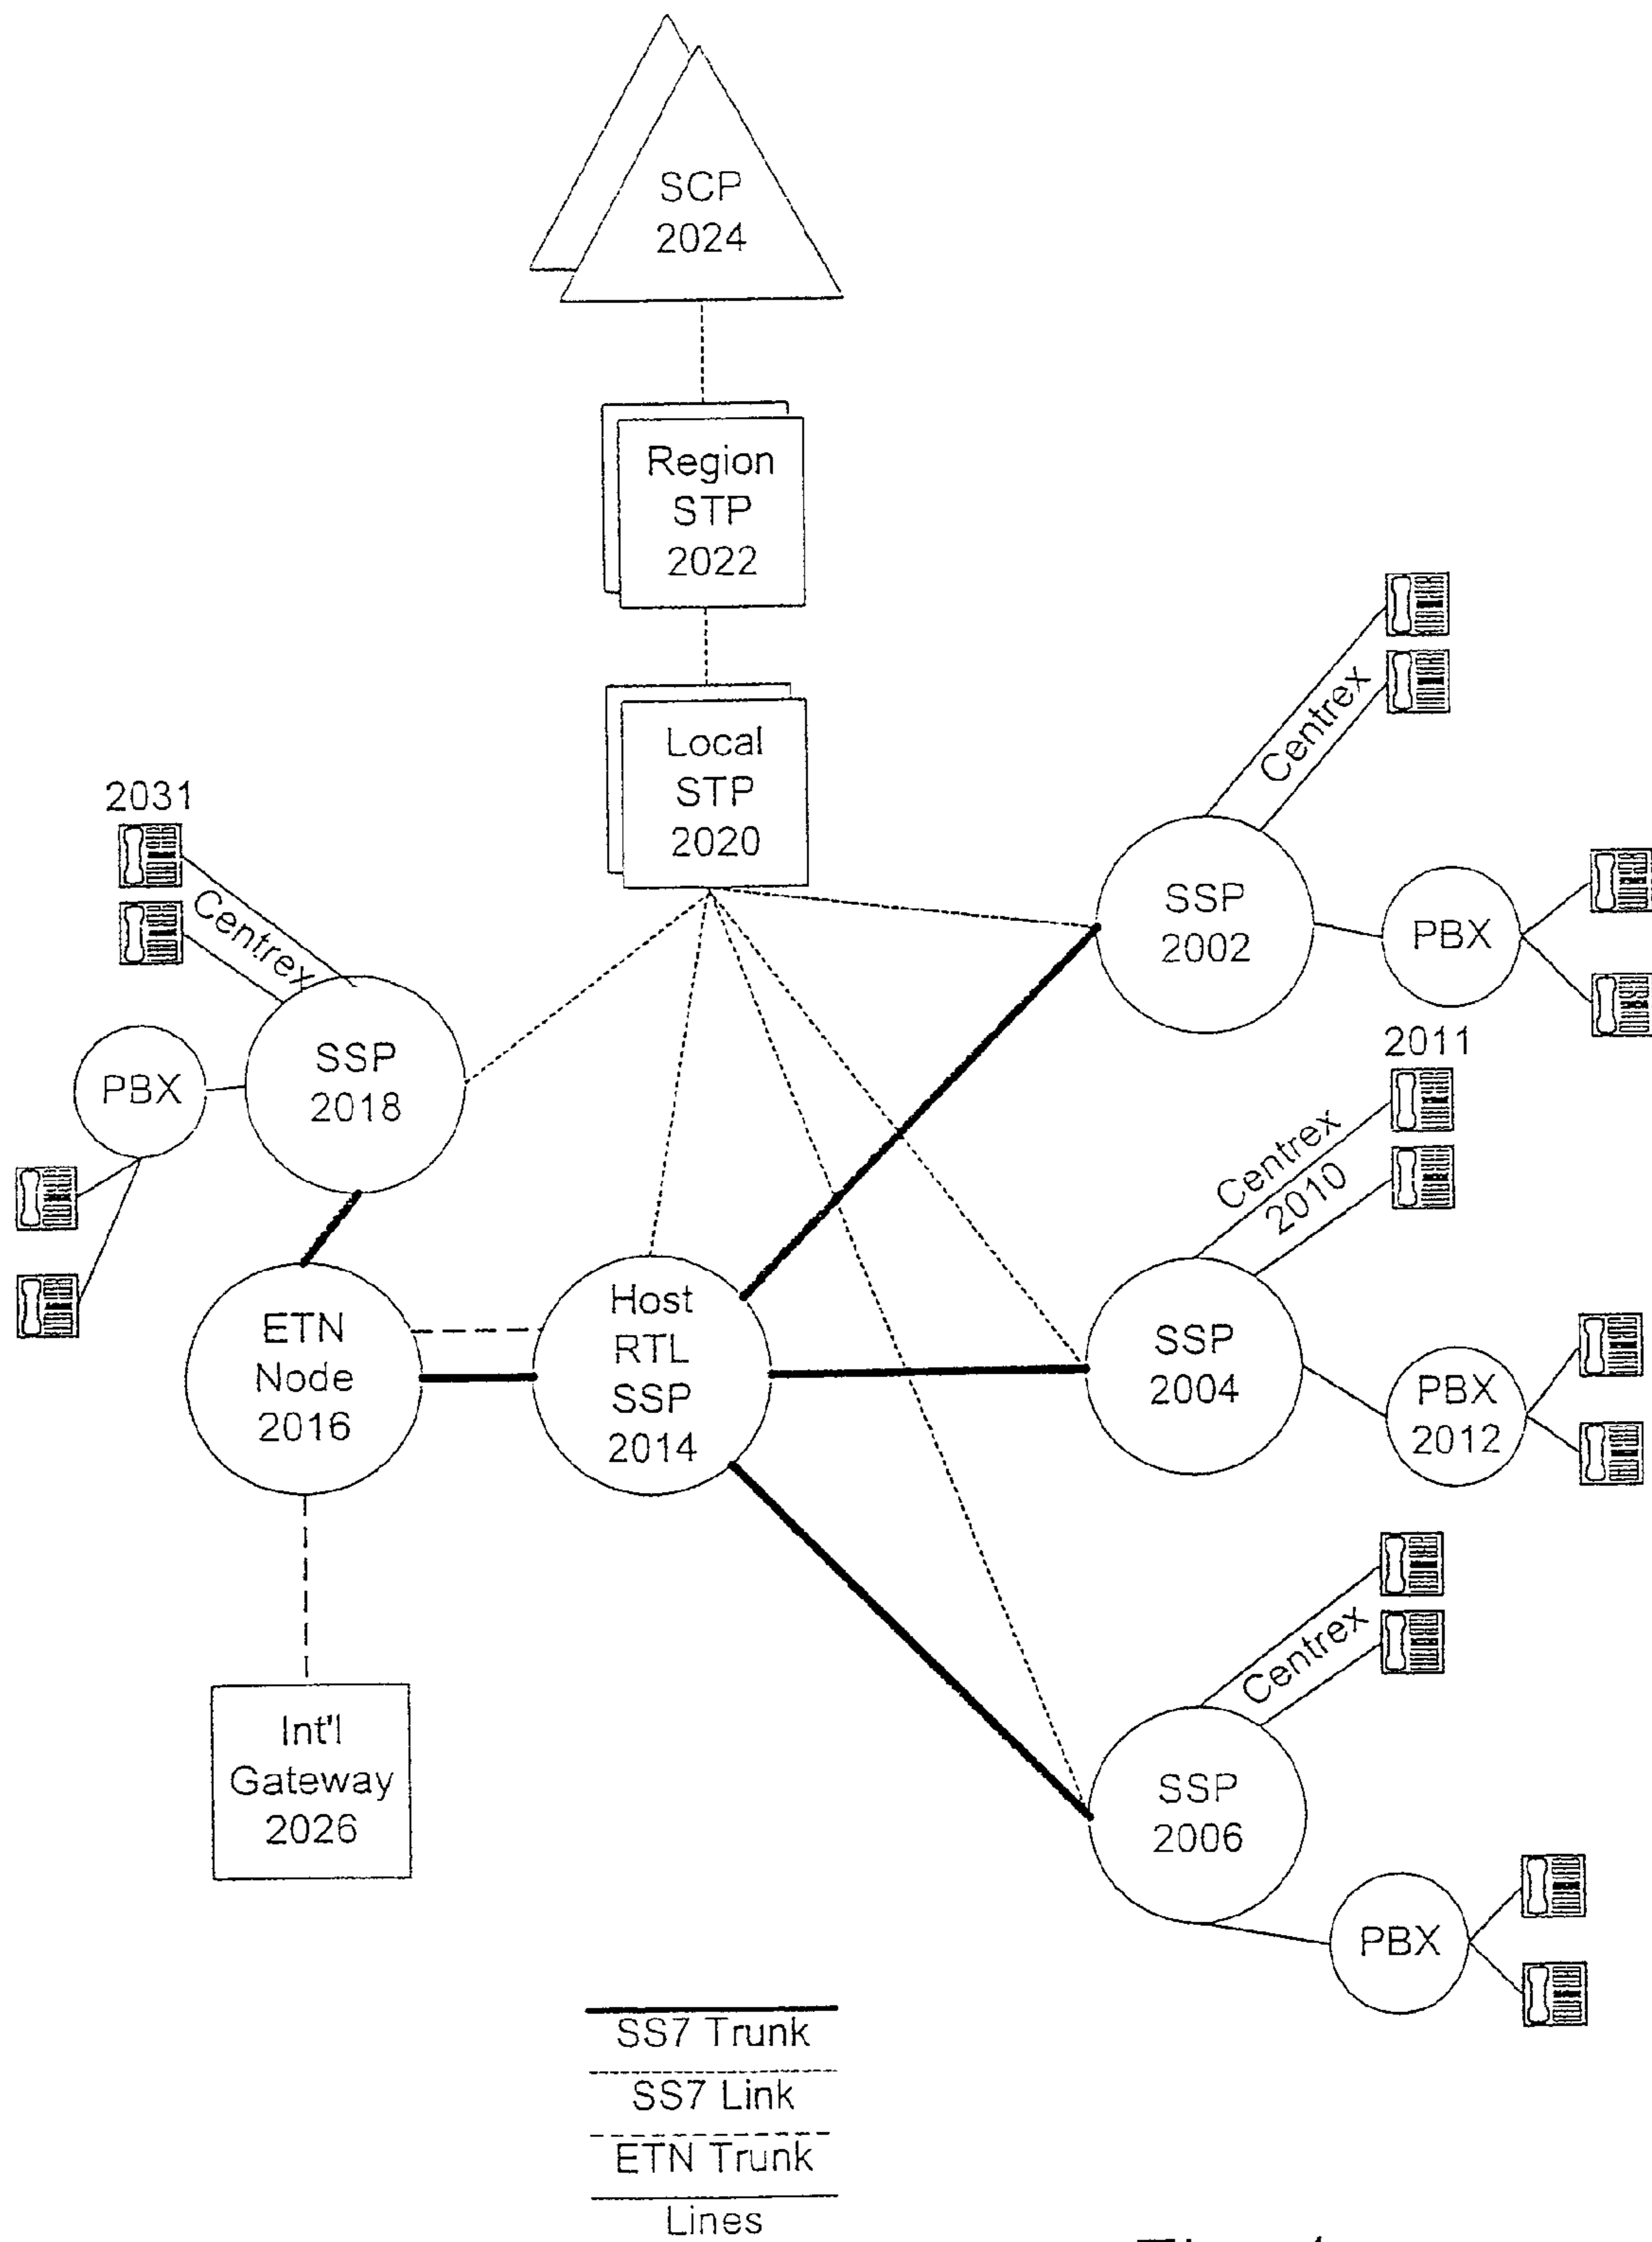 SCP
2024
Region
STP
2022
Local
STP
2020
2031
Centrex
Centrex
SSP
2002
PBX
SSP
2018
PBX
2011
Centrex
2010
ETN
Node
2016
Host
RTL
SSP
2014
SSP
2004
PBX
2012
Int'l
Gateway
2026
Centrex
SSP
2006
PBX
SS7 Trunk
SS7 Link
ETN Trunk
Lines